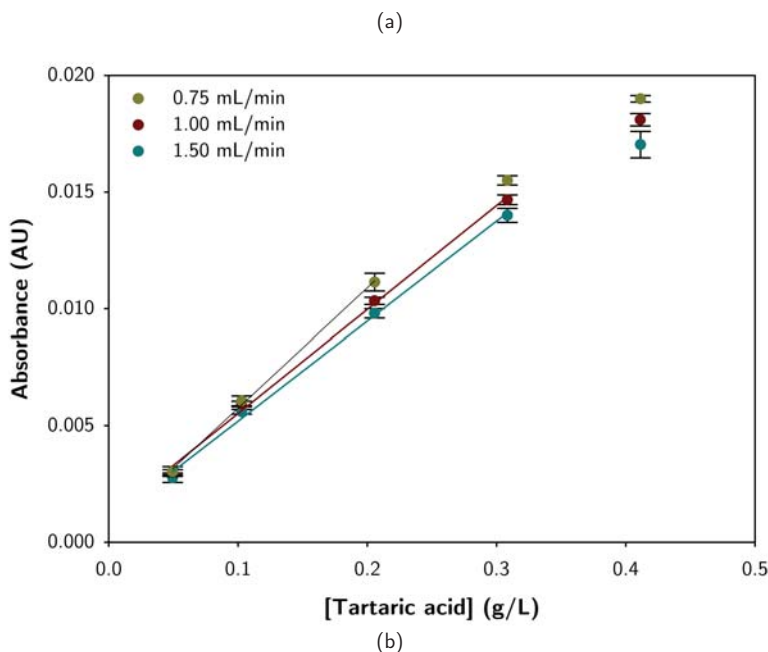 (a)
0.020
0.015
0.010
0.005
0.000
Absorbance (AU)
0.75 mL/min
1.00 mL/min
1.50 mL/min
0.0 0.1 0.2 0.3 0.4 0.5
[Tartaric acid] (g/L)
(b)